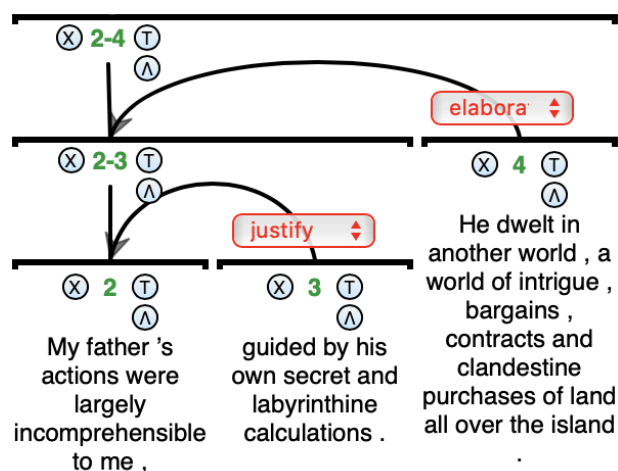 X 2-4 T
Λ
elabora
X 2-3 T
Λ
X 4 T
Λ
justify
X 2 T
Λ
X 3 T
Λ
My father 's
actions were
largely
incomprehensible
to me ,
guided by his
own secret and
labyrinthine
calculations .
He dwelt in
another world , a
world of intrigue ,
bargains ,
contracts and
clandestine
purchases of land
all over the island
.